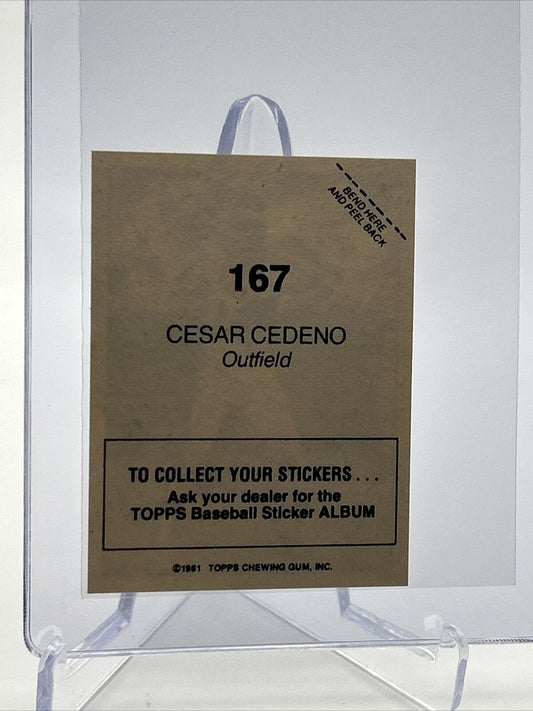 BEND HERE
AND PEEL BACK
167
CESAR CEDENO
Outfield
TO COLLECT YOUR STICKERS...
Ask your dealer for the
TOPPS Baseball Sticker ALBUM
©1981 TOPPS CHEWING GUM, INC.